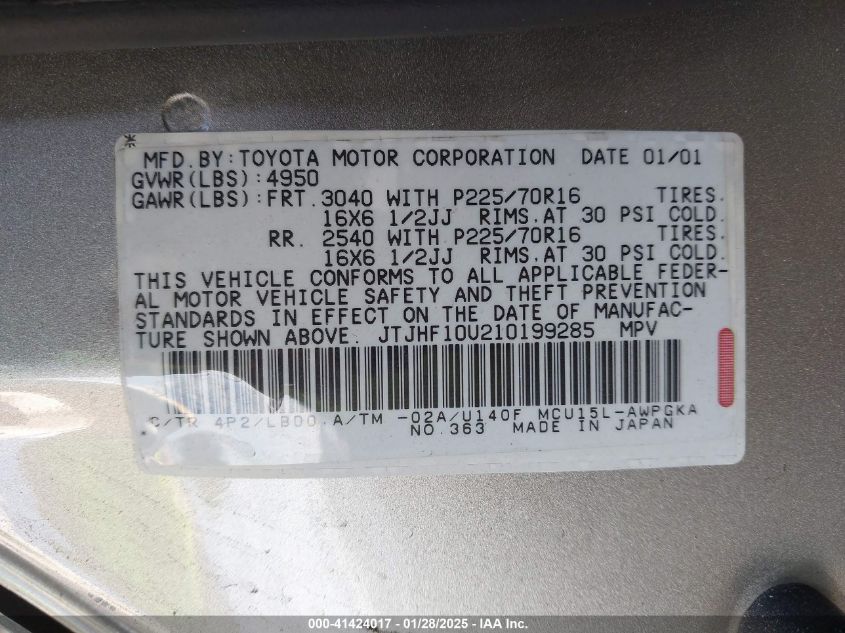 MFD.BY:TOYOTA MOTOR CORPORATION DATE 01/01
GVWR(LBS):4950
GAWR(LBS):FRT.3040 WITH P225/70R16 TIRES.
16X6 1/2JJ RIMS.AT 30 PSI COLD.
RR. 2540 WITH P225/70R16 TIRES.
16X6 1/2JJ RIMS.AT 30 PSI COLD.
THIS VEHICLE CONFORMS TO ALL APPLICABLE FEDER-
AL MOTOR VEHICLE SAFETY AND THEFT PREVENTION
STANDARDS IN EFFECT ON THE DATE OF MANUFAC-
TURE SHOWN ABOVE. JTJHF10U210199285 MPV
C/TR 4P2/LB00.A/TM -02A/U140F MCU15L-AWPGKA
NO.363 MADE IN JAPAN
000-41424017 - 01/28/2025 - IAA Inc.